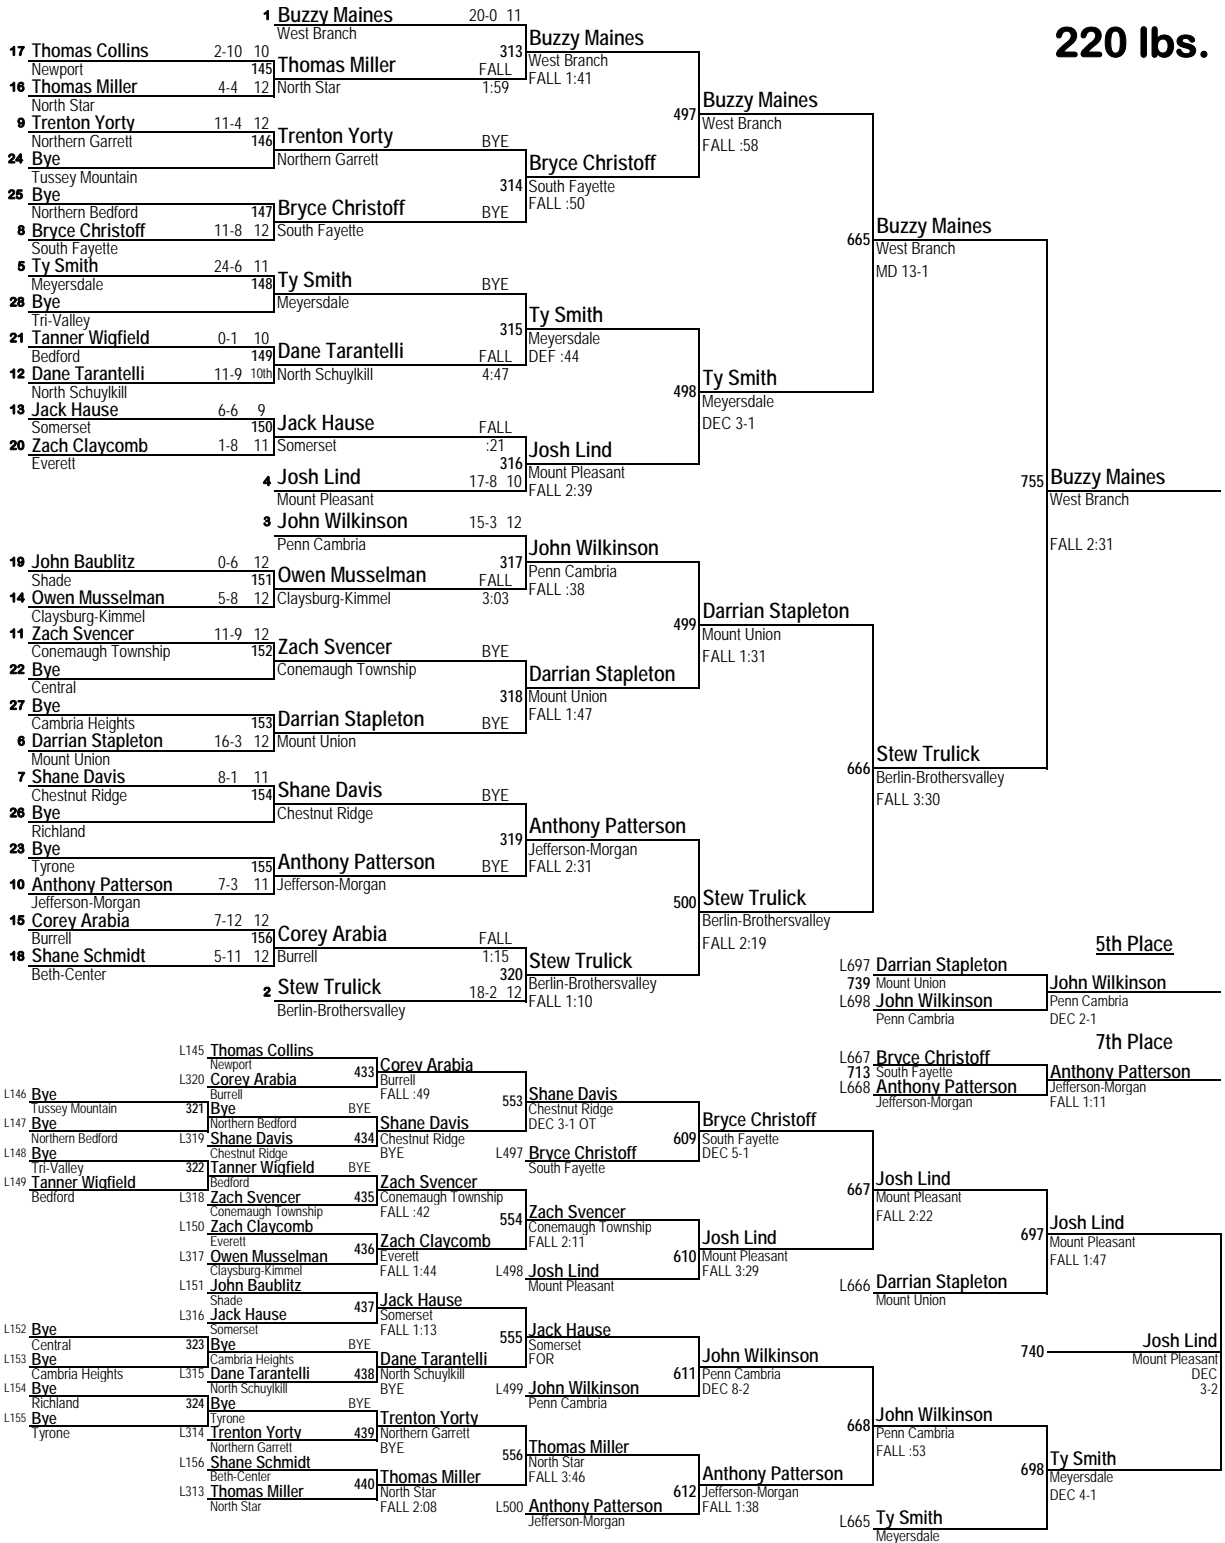 220 lbs.
1 Buzzy Maines 20-0 11
West Branch
17 Thomas Collins 2-10 10
Newport
145
16 Thomas Miller 4-4 12
North Star
Thomas Miller FALL
North Star 1:59
313
Buzzy Maines
West Branch
FALL 1:41
9 Trenton Yorty 11-4 12
Northern Garrett
146
24 Bye
Tussey Mountain
Trenton Yorty BYE
Northern Garrett
25 Bye
Northern Bedford
147
8 Bryce Christoff 11-8 12
South Fayette
Bryce Christoff BYE
South Fayette
314
Bryce Christoff
South Fayette
FALL :50
497
Buzzy Maines
West Branch
FALL :58
5 Ty Smith 24-6 11
Meyersdale
148
28 Bye
Tri-Valley
Ty Smith BYE
Meyersdale
21 Tanner Wigfield 0-1 10
Bedford
149
12 Dane Tarantelli 11-9 10th
North Schuylkill
Dane Tarantelli FALL
North Schuylkill 4:47
315
Ty Smith
Meyersdale
DEF :44
13 Jack Hause 6-6 9
Somerset
150
20 Zach Claycomb 1-8 11
Everett
Jack Hause FALL
Somerset :21
316
4 Josh Lind 17-8 10
Mount Pleasant
Josh Lind
Mount Pleasant
FALL 2:39
498
Ty Smith
Meyersdale
DEC 3-1
665
Buzzy Maines
West Branch
MD 13-1
3 John Wilkinson 15-3 12
Penn Cambria
19 John Baublitz 0-6 12
Shade
151
14 Owen Musselman 5-8 12
Claysburg-Kimmel
Owen Musselman FALL
Claysburg-Kimmel 3:03
317
John Wilkinson
Penn Cambria
FALL :38
11 Zach Svencer 11-9 12
Conemaugh Township
152
22 Bye
Central
Zach Svencer BYE
Conemaugh Township
27 Bye
Cambria Heights
153
6 Darrian Stapleton 16-3 12
Mount Union
Darrian Stapleton BYE
Mount Union
318
Darrian Stapleton
Mount Union
FALL 1:47
499
Darrian Stapleton
Mount Union
FALL 1:31
7 Shane Davis 8-1 11
Chestnut Ridge
154
26 Bye
Richland
Shane Davis BYE
Chestnut Ridge
23 Bye
Tyrone
155
10 Anthony Patterson 7-3 11
Jefferson-Morgan
Anthony Patterson BYE
Jefferson-Morgan
319
Anthony Patterson
Jefferson-Morgan
FALL 2:31
15 Corey Arabia 7-12 12
Burrell
156
18 Shane Schmidt 5-11 12
Beth-Center
Corey Arabia FALL
Burrell 1:15
320
2 Stew Trulick 18-2 12
Berlin-Brothersvalley
Stew Trulick
Berlin-Brothersvalley
FALL 1:10
500
Stew Trulick
Berlin-Brothersvalley
FALL 2:19
666
Stew Trulick
Berlin-Brothersvalley
FALL 3:30
755
Buzzy Maines
West Branch
FALL 2:31
5th Place
L697 Darrian Stapleton
739 Mount Union
L698 John Wilkinson
Penn Cambria
John Wilkinson
Penn Cambria
DEC 2-1
7th Place
L667 Bryce Christoff
713 South Fayette
L668 Anthony Patterson
Jefferson-Morgan
Anthony Patterson
Jefferson-Morgan
FALL 1:11
L145 Thomas Collins
Newport
433
L320 Corey Arabia
Burrell
Corey Arabia
Burrell
FALL :49
L146 Bye
Tussey Mountain
321
L147 Bye
Northern Bedford
Bye BYE
Northern Bedford
L319 Shane Davis
434
Chestnut Ridge
Shane Davis
Chestnut Ridge
BYE
553
Shane Davis
Chestnut Ridge
DEC 3-1 OT
L497 Bryce Christoff
South Fayette
609
Bryce Christoff
South Fayette
DEC 5-1
L148 Bye
Tri-Valley
322
L149 Tanner Wigfield
Bedford
Tanner Wigfield BYE
Bedford
L318 Zach Svencer
435
Conemaugh Township
Zach Svencer
Conemaugh Township
FALL :42
L150 Zach Claycomb
Everett
436
L317 Owen Musselman
Claysburg-Kimmel
Zach Claycomb
Everett
FALL 1:44
554
Zach Svencer
Conemaugh Township
FALL 2:11
L498 Josh Lind
Mount Pleasant
610
Josh Lind
Mount Pleasant
FALL 3:29
667
Josh Lind
Mount Pleasant
FALL 2:22
L666 Darrian Stapleton
Mount Union
697
Josh Lind
Mount Pleasant
FALL 1:47
L151 John Baublitz
Shade
437
L316 Jack Hause
Somerset
Jack Hause
Somerset
FALL 1:13
L152 Bye
Central
323
L153 Bye
Cambria Heights
Bye BYE
Cambria Heights
L315 Dane Tarantelli
438
North Schuylkill
Dane Tarantelli
North Schuylkill
BYE
555
Jack Hause
Somerset
FOR
L499 John Wilkinson
Penn Cambria
611
John Wilkinson
Penn Cambria
DEC 8-2
L154 Bye
Richland
324
L155 Bye
Tyrone
Bye BYE
Tyrone
L314 Trenton Yorty
439
Northern Garrett
Trenton Yorty
Northern Garrett
BYE
L156 Shane Schmidt
Beth-Center
440
L313 Thomas Miller
North Star
Thomas Miller
North Star
FALL 2:08
556
Thomas Miller
North Star
FALL 3:46
L500 Anthony Patterson
Jefferson-Morgan
612
Anthony Patterson
Jefferson-Morgan
FALL 1:38
668
John Wilkinson
Penn Cambria
FALL :53
L665 Ty Smith
Meyersdale
698
Ty Smith
Meyersdale
DEC 4-1
740
Josh Lind
Mount Pleasant
DEC
3-2